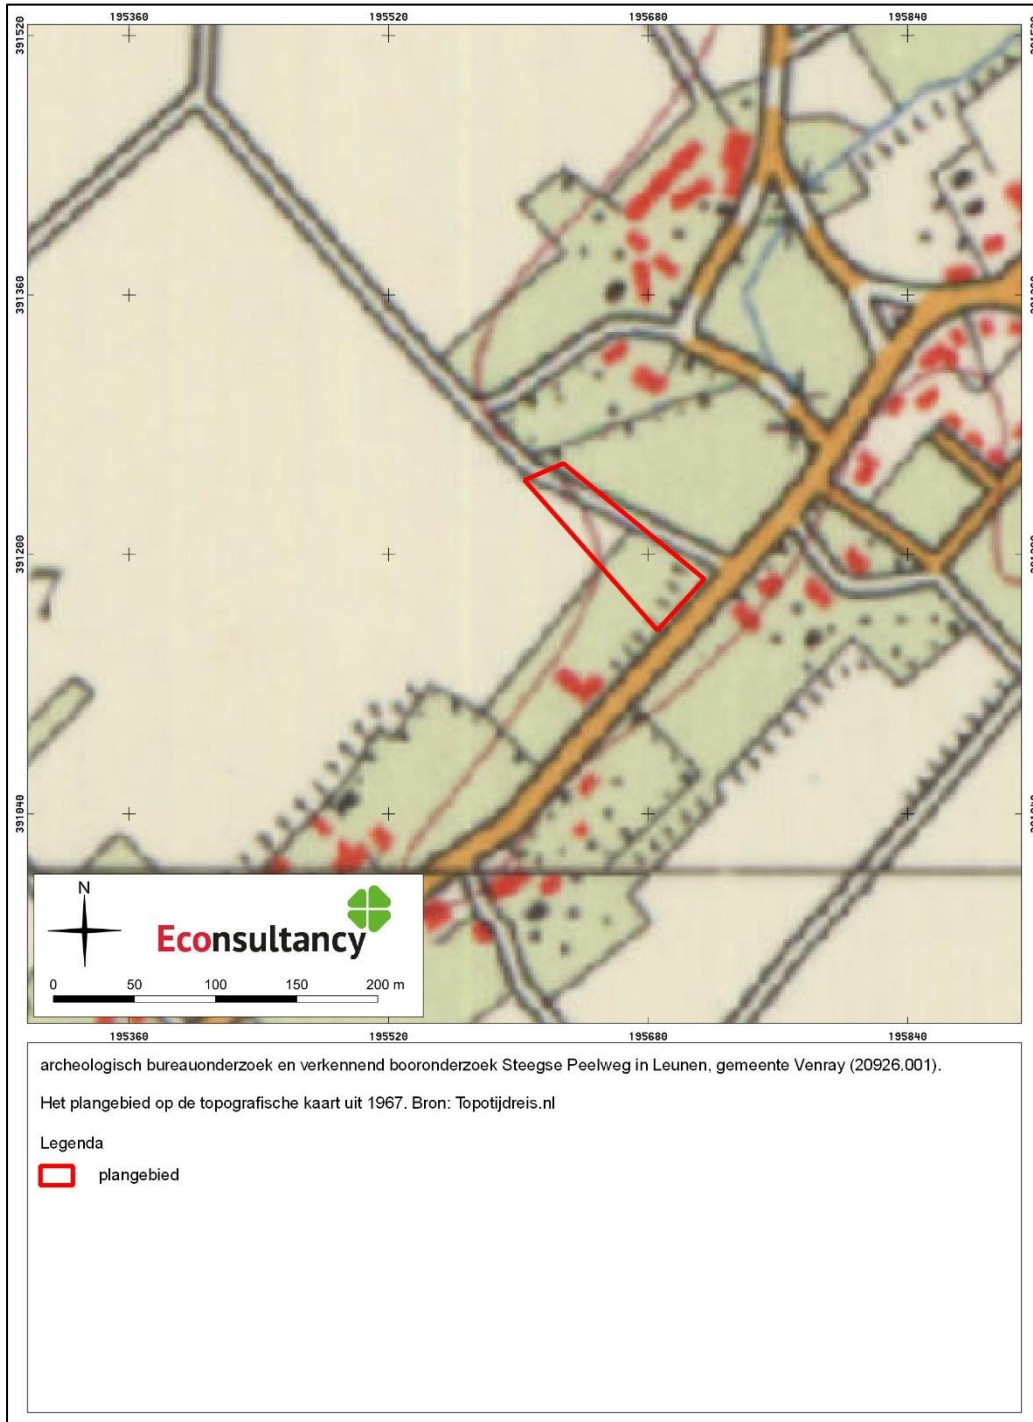 195360 195520 195680 195840
391520
391360 391360
391200
391040
7
N
Econsultancy
0 50 100 150 200 m
195360 195520 195680 195840
archeologisch bureauonderzoek en verkennend booronderzoek Steegse Peelweg in Leunen, gemeente Venray (20926.001).
Het plangebied op de topografische kaart uit 1967. Bron: Topotijdreis.nl
Legenda
plangebied